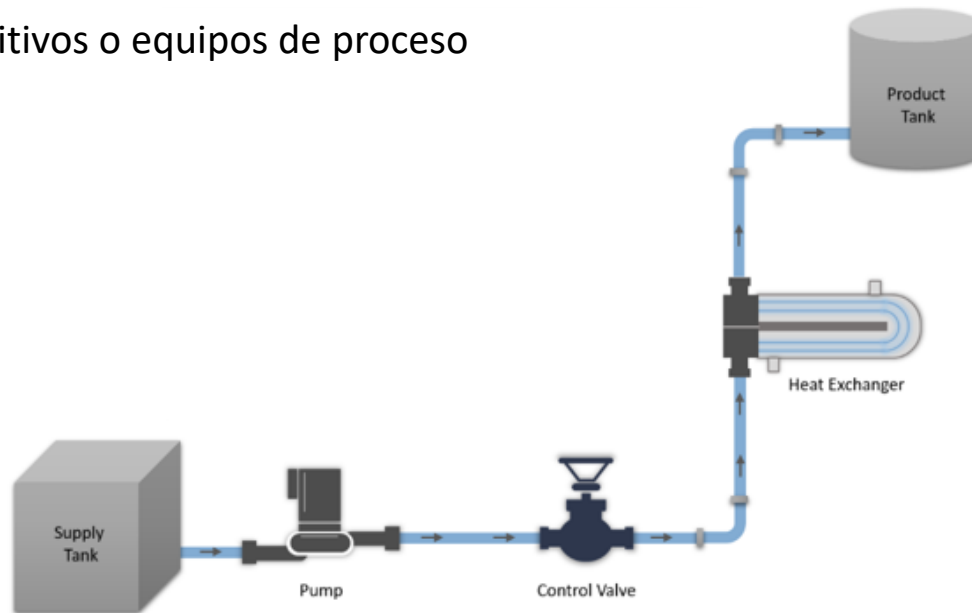 itivos o equipos de proceso
Product
Tank
Heat Exchanger
Supply
Tank
Pump
Control Valve